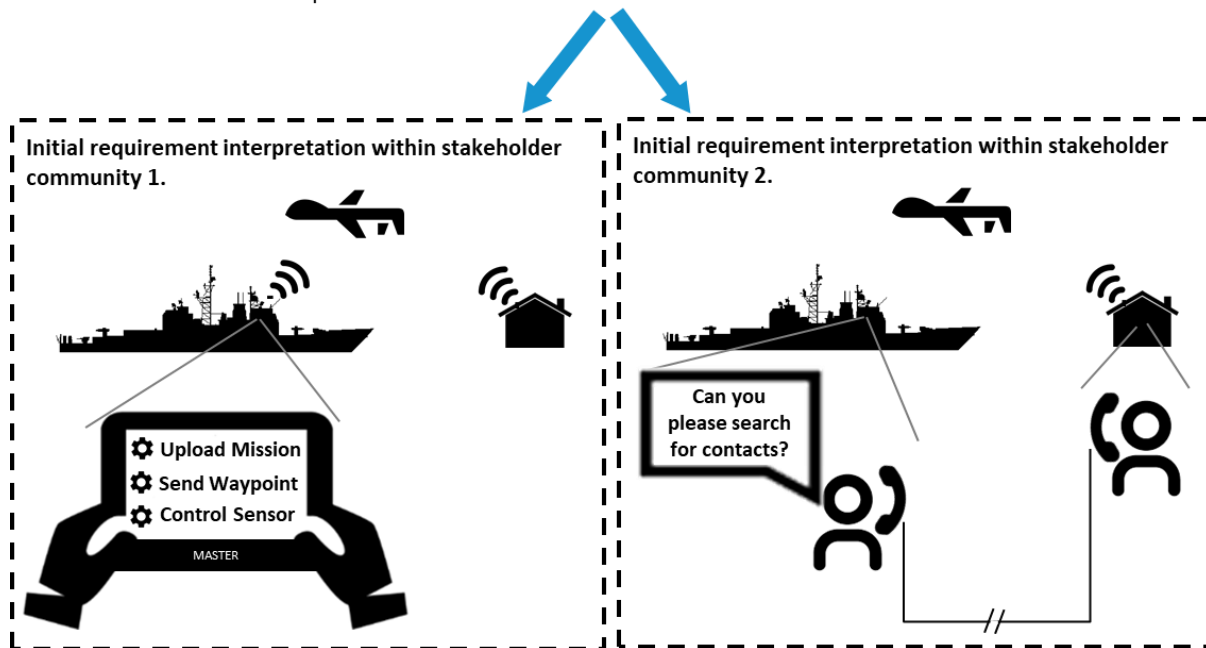 Initial requirement interpretation within stakeholder
community 1.
Upload Mission
Send Waypoint
Control Sensor
MASTER
Initial requirement interpretation within stakeholder
community 2.
Can you
please search
for contacts?